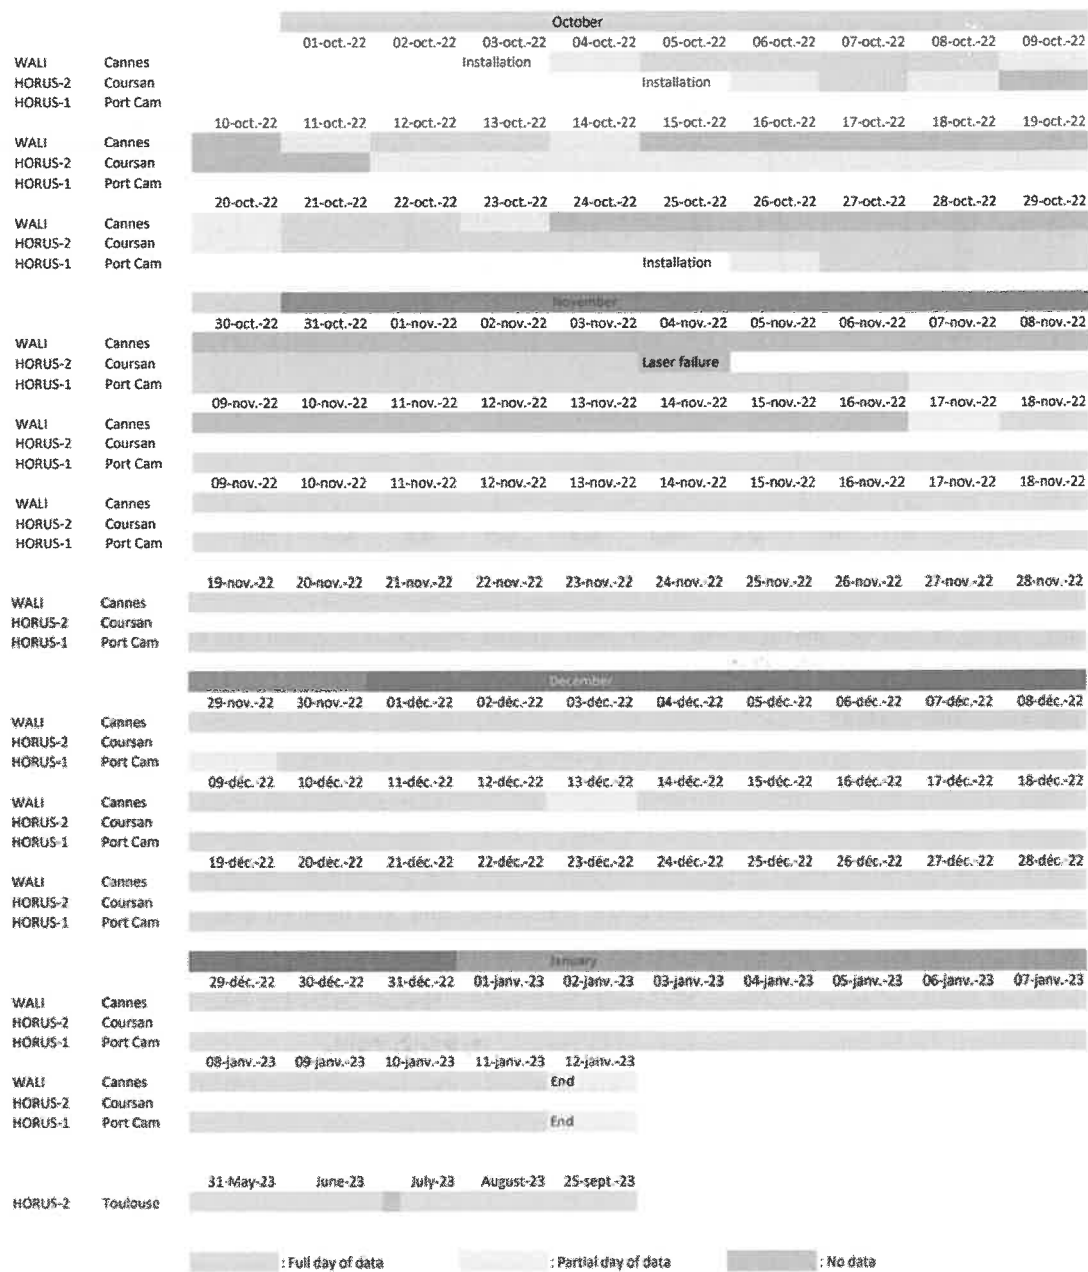 October
01-oct.-22 02-oct.-22 03-oct.-22 04-oct.-22 05-oct.-22 06-oct.-22 07-oct.-22 08-oct.-22 09-oct.-22
WALI Cannes Installation
HORUS-2 Coursan Installation
HORUS-1 Port Cam
10-oct.-22 11-oct.-22 12-oct.-22 13-oct.-22 14-oct.-22 15-oct.-22 16-oct.-22 17-oct.-22 18-oct.-22 19-oct.-22
WALI Cannes
HORUS-2 Coursan
HORUS-1 Port Cam
20-oct.-22 21-oct.-22 22-oct.-22 23-oct.-22 24-oct.-22 25-oct.-22 26-oct.-22 27-oct.-22 28-oct.-22 29-oct.-22
WALI Cannes
HORUS-2 Coursan
HORUS-1 Port Cam Installation
November
30-oct.-22 31-oct.-22 01-nov.-22 02-nov.-22 03-nov.-22 04-nov.-22 05-nov.-22 06-nov.-22 07-nov.-22 08-nov.-22
WALI Cannes
HORUS-2 Coursan Laser failure
HORUS-1 Port Cam
09-nov.-22 10-nov.-22 11-nov.-22 12-nov.-22 13-nov.-22 14-nov.-22 15-nov.-22 16-nov.-22 17-nov.-22 18-nov.-22
WALI Cannes
HORUS-2 Coursan
HORUS-1 Port Cam
09-nov.-22 10-nov.-22 11-nov.-22 12-nov.-22 13-nov.-22 14-nov.-22 15-nov.-22 16-nov.-22 17-nov.-22 18-nov.-22
WALI Cannes
HORUS-2 Coursan
HORUS-1 Port Cam
19-nov.-22 20-nov.-22 21-nov.-22 22-nov.-22 23-nov.-22 24-nov.-22 25-nov.-22 26-nov.-22 27-nov.-22 28-nov.-22
WALI Cannes
HORUS-2 Coursan
HORUS-1 Port Cam
December
29-nov.-22 30-nov.-22 01-déc.-22 02-déc.-22 03-déc.-22 04-déc.-22 05-déc.-22 06-déc.-22 07-déc.-22 08-déc.-22
WALI Cannes
HORUS-2 Coursan
HORUS-1 Port Cam
09-déc.-22 10-déc.-22 11-déc.-22 12-déc.-22 13-déc.-22 14-déc.-22 15-déc.-22 16-déc.-22 17-déc.-22 18-déc.-22
WALI Cannes
HORUS-2 Coursan
HORUS-1 Port Cam
19-déc.-22 20-déc.-22 21-déc.-22 22-déc.-22 23-déc.-22 24-déc.-22 25-déc.-22 26-déc.-22 27-déc.-22 28-déc.-22
WALI Cannes
HORUS-2 Coursan
HORUS-1 Port Cam
January
29-déc.-22 30-déc.-22 31-déc.-22 01-janv.-23 02-janv.-23 03-janv.-23 04-janv.-23 05-janv.-23 06-janv.-23 07-janv.-23
WALI Cannes
HORUS-2 Coursan
HORUS-1 Port Cam
08-janv.-23 09-janv.-23 10-janv.-23 11-janv.-23 12-janv.-23
WALI Cannes End
HORUS-2 Coursan
HORUS-1 Port Cam End
31-May-23 June-23 July-23 August-23 25-sept.-23
HORUS-2 Toulouse
: Full day of data : Partial day of data : No data